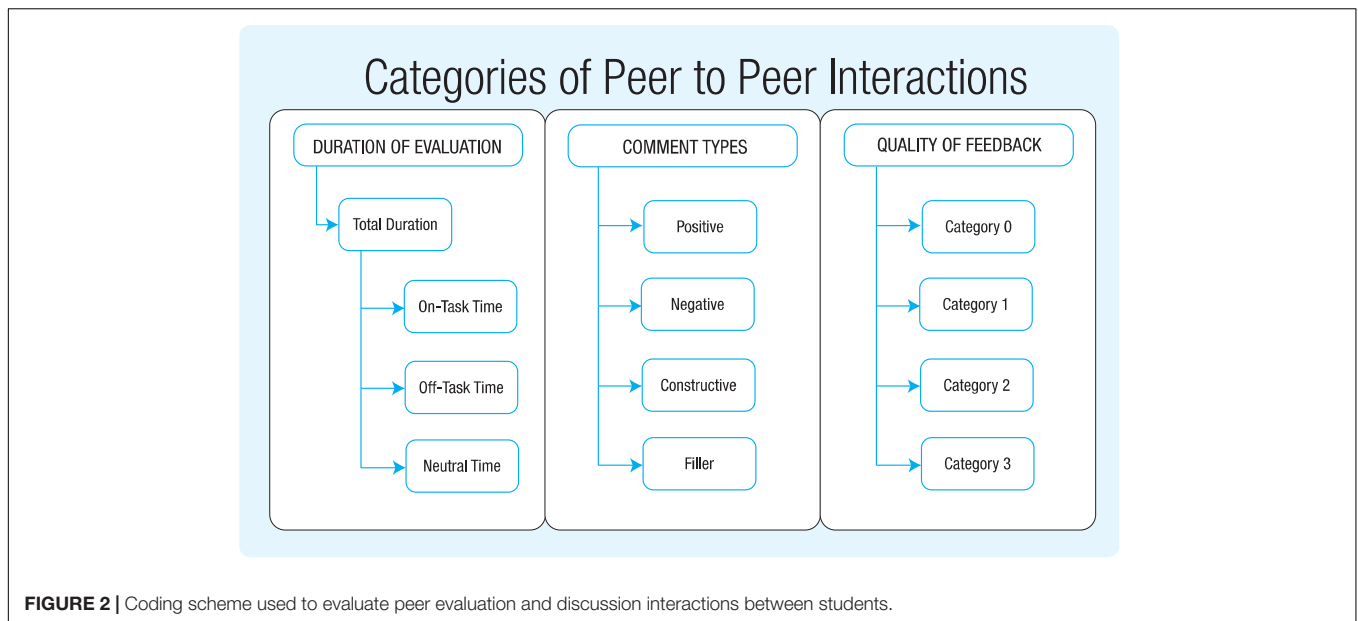 Categories of Peer to Peer Interactions
DURATION OF EVALUATION
Total Duration
On-Task Time
Off-Task Time
Neutral Time
COMMENT TYPES
Positive
Negative
Constructive
Filler
QUALITY OF FEEDBACK
Category 0
Category 1
Category 2
Category 3
FIGURE 2 | Coding scheme used to evaluate peer evaluation and discussion interactions between students.